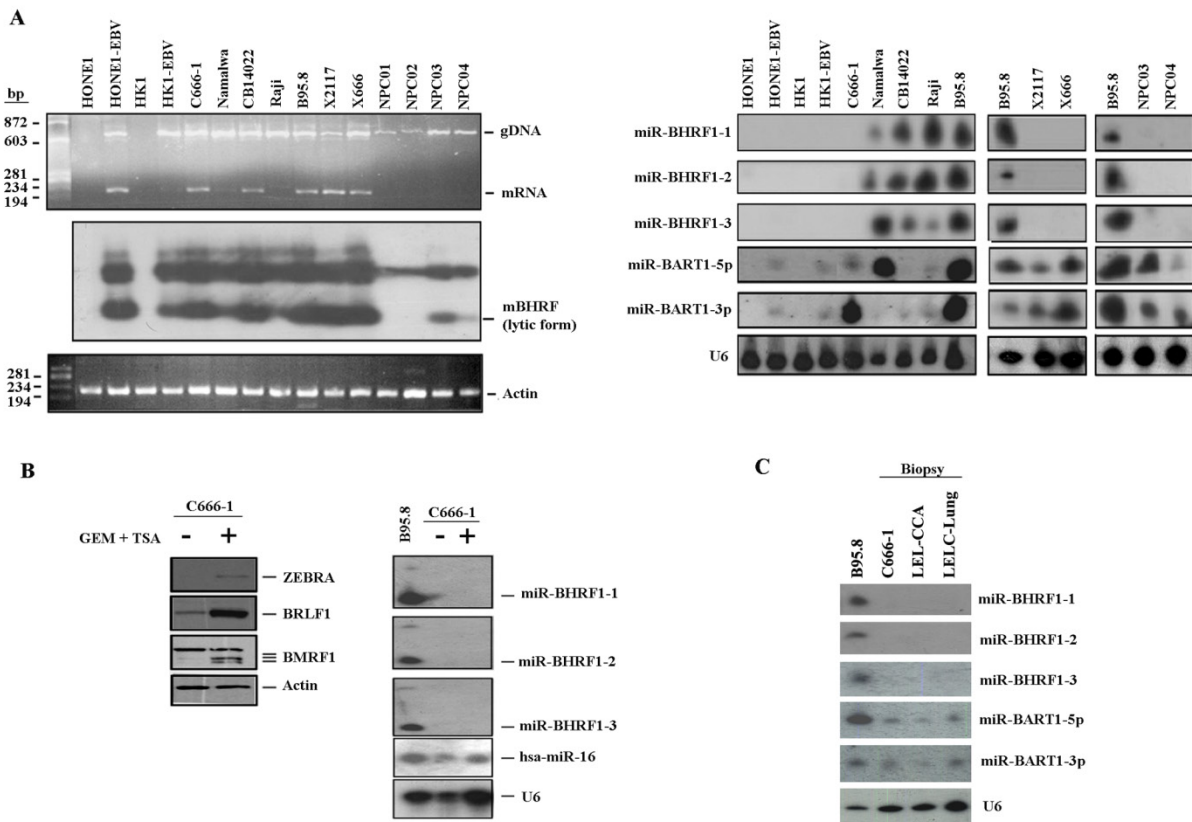 A
bp
HONE1
HONE1-EBV
HK1
HK1-EBV
C666-1
Namalwa
CB14022
Raji
B95.8
X2117
X666
NPC01
NPC02
NPC03
NPC04
872
603
281
234
194
gDNA
mRNA
mBHRF
(lytic form)
281
234
194
Actin
HONE1
HONE1-EBV
HK1
HK1-EBV
C666-1
Namalwa
CB14022
Raji
B95.8
B95.8
X2117
X666
B95.8
NPC03
NPC04
miR-BHRF1-1
miR-BHRF1-2
miR-BHRF1-3
miR-BART1-5p
miR-BART1-3p
U6
B
C666-1
GEM + TSA
- +
ZEBRA
BRLF1
BMRF1
Actin
B95.8
C666-1
- +
miR-BHRF1-1
miR-BHRF1-2
miR-BHRF1-3
hsa-miR-16
U6
C
Biopsy
B95.8
C666-1
LEL-CCA
LELC-Lung
miR-BHRF1-1
miR-BHRF1-2
miR-BHRF1-3
miR-BART1-5p
miR-BART1-3p
U6